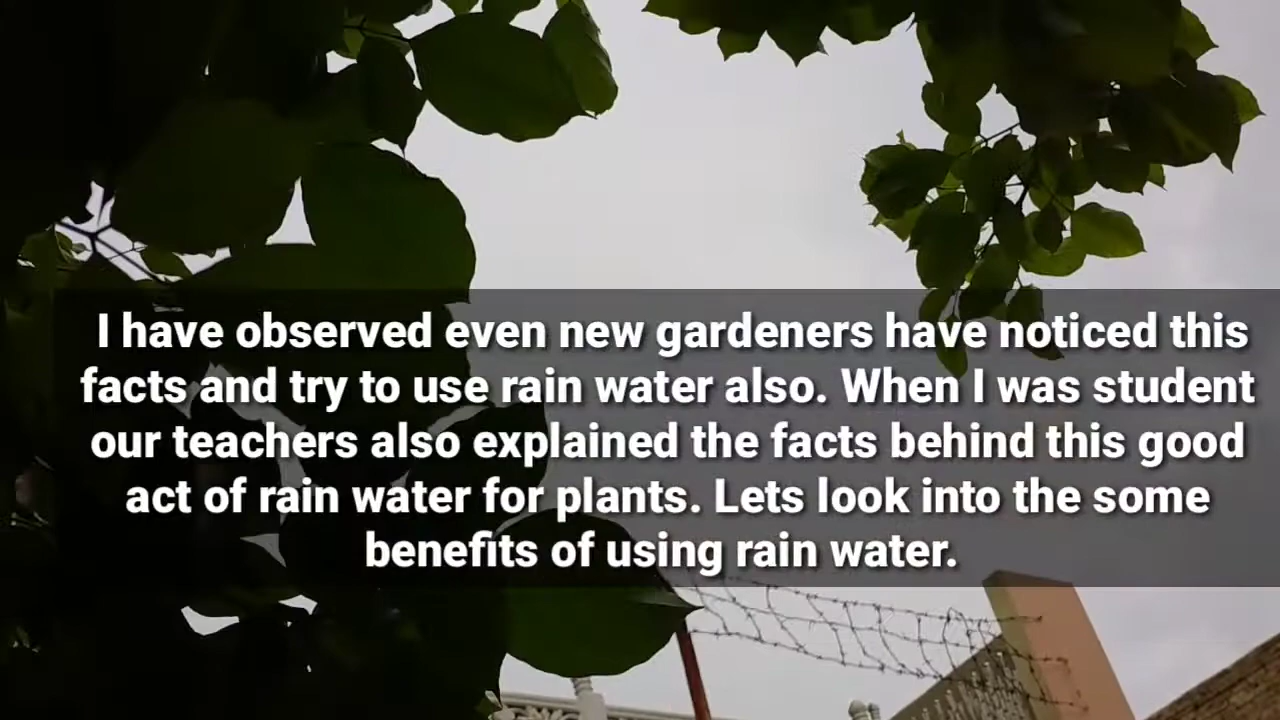 I have observed even new gardeners have noticed this
facts and try to use rain water also. When I was student
our teachers also explained the facts behind this good
act of rain water for plants. Lets look into the some
benefits of using rain water.